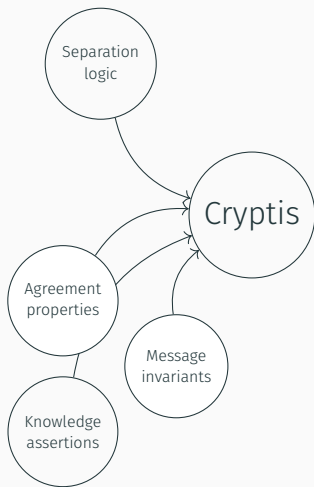 Separation
logic
Cryptis
Agreement
properties
Message
invariants
Knowledge
assertions